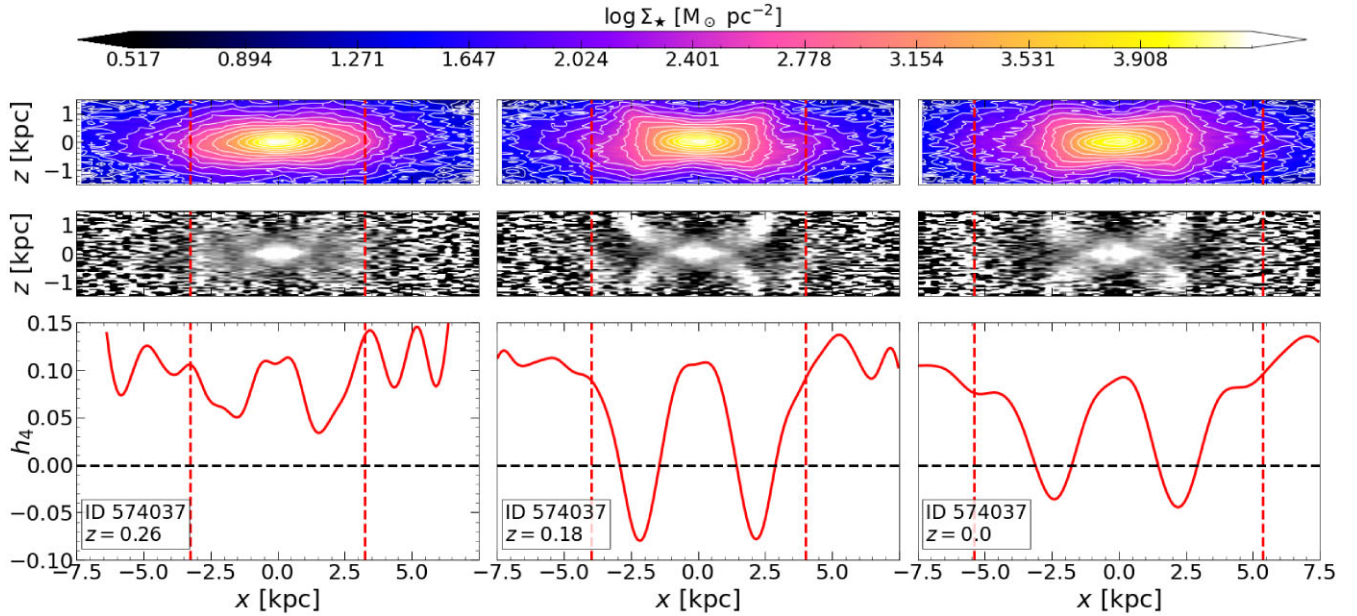 log Σ★ [M⊙ pc⁻²]
0.517 0.894 1.271 1.647 2.024 2.401 2.778 3.154 3.531 3.908
z [kpc]
1
0
−1
z [kpc]
1
0
−1
h₄
0.15
0.10
0.05
0.00
−0.05
−0.10
ID 574037
z = 0.26
ID 574037
z = 0.18
ID 574037
z = 0.0
−7.5 −5.0 −2.5 0.0 2.5 5.0 −7.5 −5.0 −2.5 0.0 2.5 5.0 −7.5 −5.0 −2.5 0.0 2.5 5.0 7.5
x [kpc] x [kpc] x [kpc]